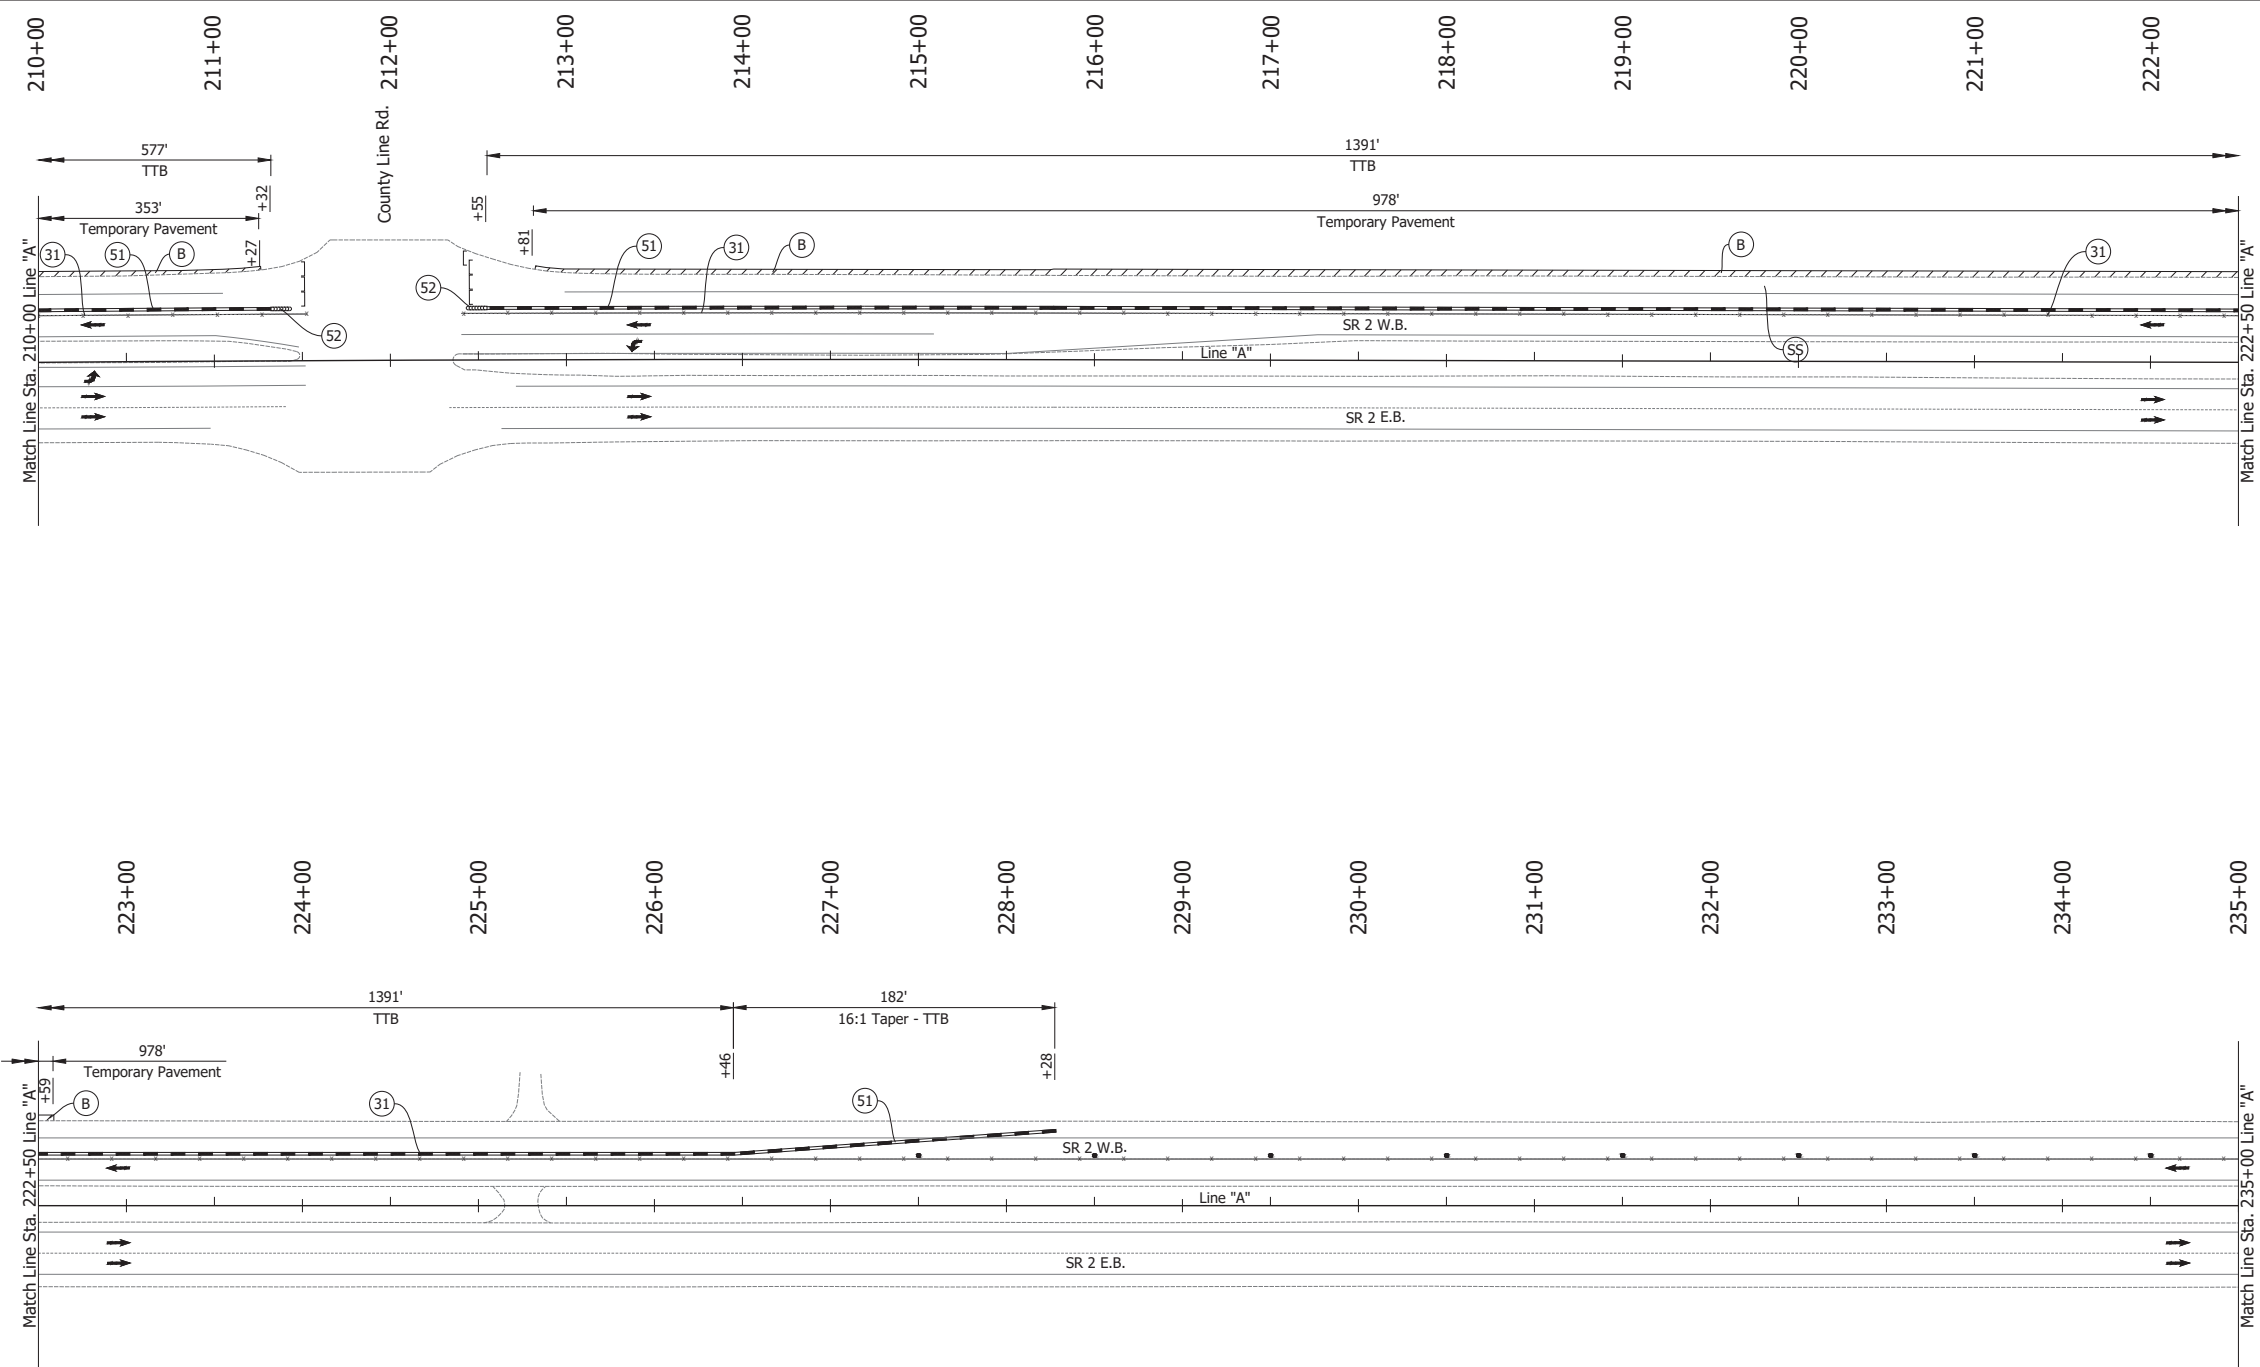 210+00
211+00
212+00
213+00
214+00
215+00
216+00
217+00
218+00
219+00
220+00
221+00
222+00
County Line Rd.
577'
TTB
+32
353'
Temporary Pavement
+27
31
51
B
52
+55
1391'
TTB
+81
978'
Temporary Pavement
52
51
31
B
B
31
SS
SR 2 W.B.
Line "A"
SR 2 E.B.
Match Line Sta. 210+00 Line "A"
Match Line Sta. 222+50 Line "A"
223+00
224+00
225+00
226+00
227+00
228+00
229+00
230+00
231+00
232+00
233+00
234+00
235+00
1391'
TTB
182'
16:1 Taper - TTB
978'
Temporary Pavement
+59
+46
+28
B
31
51
SR 2 W.B.
Line "A"
SR 2 E.B.
Match Line Sta. 222+50 Line "A"
Match Line Sta. 235+00 Line "A"